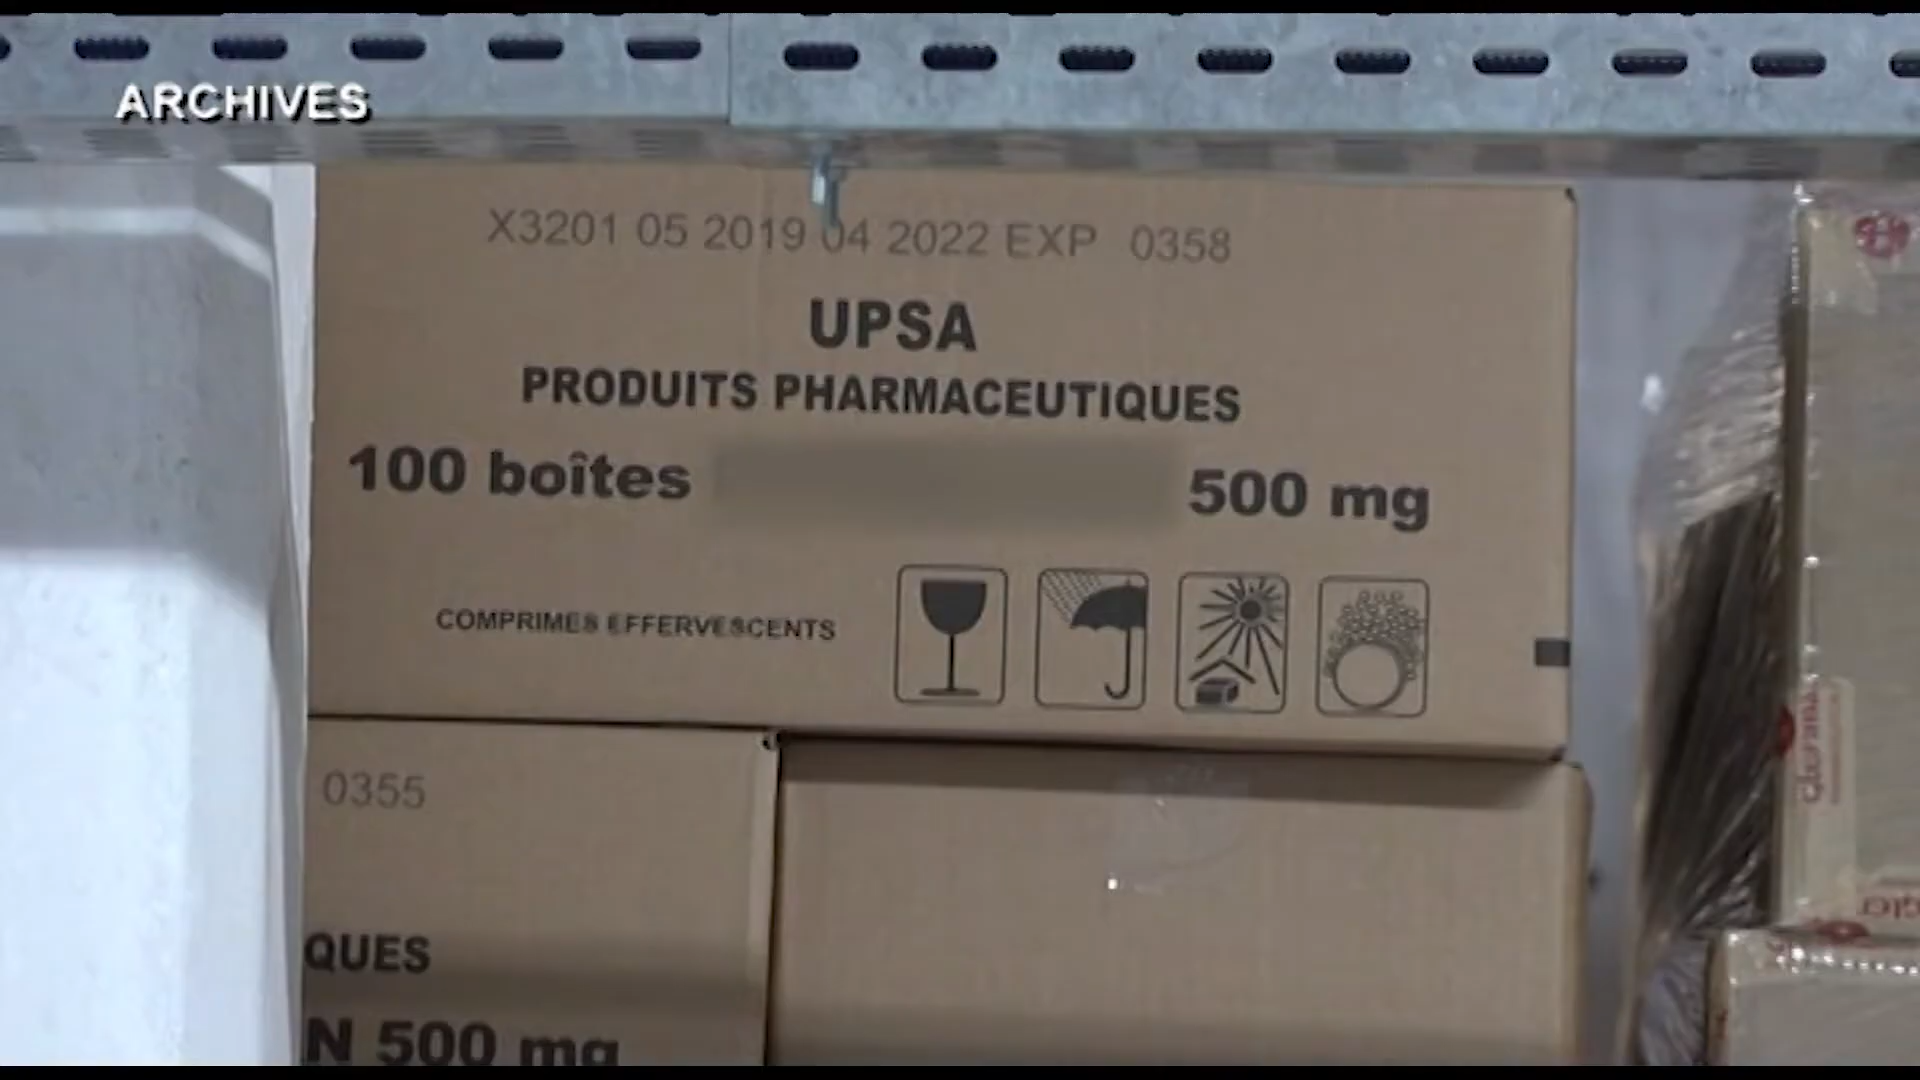 ARCHIVES
X3201 05 2019 04 2022 EXP 0358
UPSA
PRODUITS PHARMACEUTIQUES
100 boîtes 500 mg
COMPRIMES EFFERVESCENTS
0355
QUES
N 500 mg